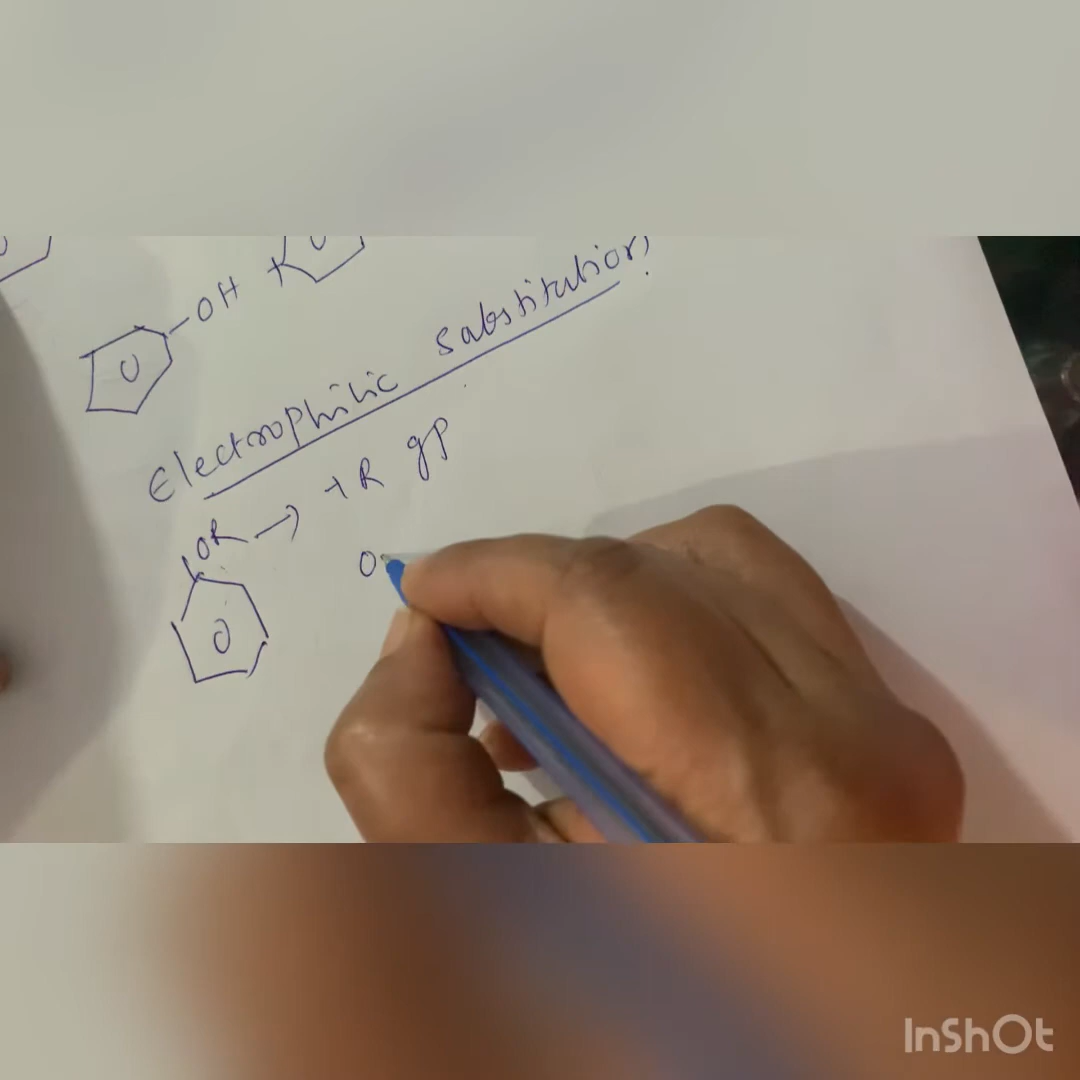 OH +
Electrophilic substitution
OR → +R gp
O
InShOt